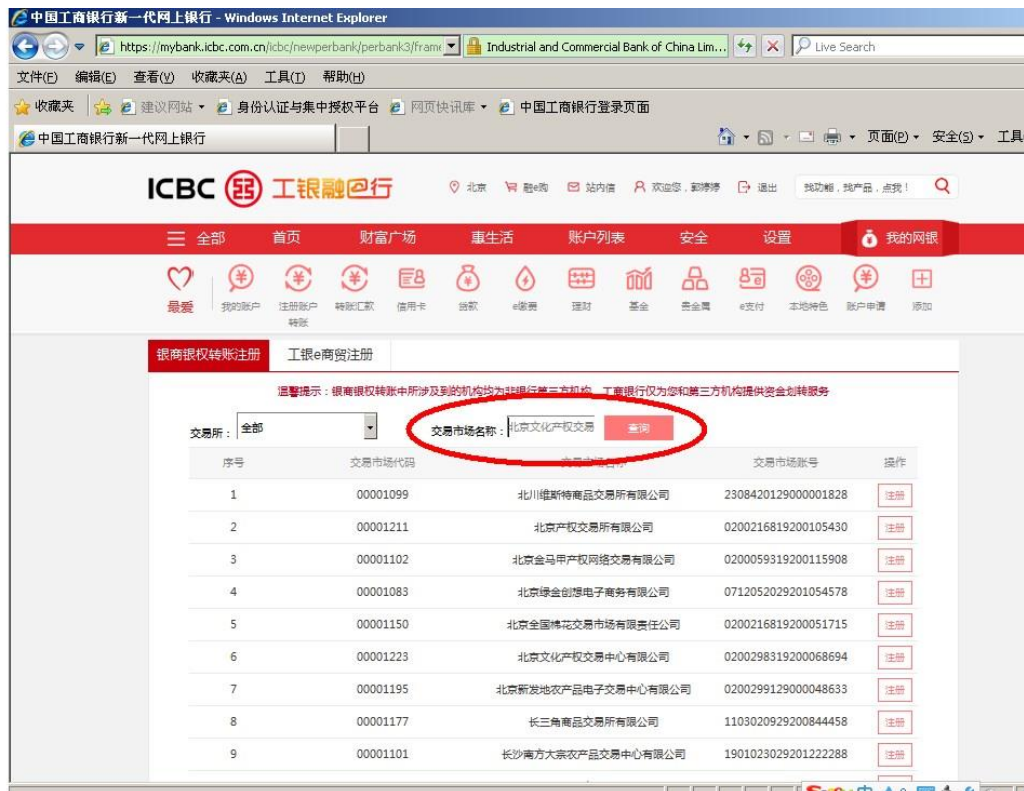 中国工商银行新一代网上银行 - Windows Internet Explorer
https://mybank.icbc.com.cn/icbc/newperbank/perbank3/frame Industrial and Commercial Bank of China Lim... Live Search
文件(F) 编辑(E) 查看(V) 收藏夹(A) 工具(T) 帮助(H)
收藏夹 建议网站 身份认证与集中授权平台 网页快讯库 中国工商银行登录页面
中国工商银行新一代网上银行 页面(P) 安全(S) 工具
ICBC 工银融e行 北京 融e购 站内信 欢迎您，郭婷婷 退出 找功能，找产品，点我！
全部 首页 财富广场 惠生活 账户列表 安全 设置 我的网银
最爱 我的账户 注册账户 转账汇款 信用卡 贷款 e缴费 理财 基金 贵金属 e支付 本地特色 账户申请 添加
转账
银商银权转账注册 工银e商贸注册
温馨提示：银商银权转账中所涉及到的机构均为非银行第三方机构，工商银行仅为您和第三方机构提供资金划转服务
交易所： 全部 交易市场名称： 北京文化产权交易 查询
序号 交易市场代码 交易市场名称 交易市场账号 操作
1 00001099 北川维斯特商品交易所有限公司 2308420129000001828 注册
2 00001211 北京产权交易所有限公司 0200216819200105430 注册
3 00001102 北京金马甲产权网络交易有限公司 0200059319200115908 注册
4 00001083 北京绿金创想电子商务有限公司 0712052029201054578 注册
5 00001150 北京全国棉花交易市场有限责任公司 0200216819200051715 注册
6 00001223 北京文化产权交易中心有限公司 0200298319200068694 注册
7 00001195 北京新发地农产品电子交易中心有限公司 0200299129000048633 注册
8 00001177 长三角商品交易所有限公司 1103020929200844458 注册
9 00001101 长沙南方大宗农产品交易中心有限公司 1901023029201222288 注册